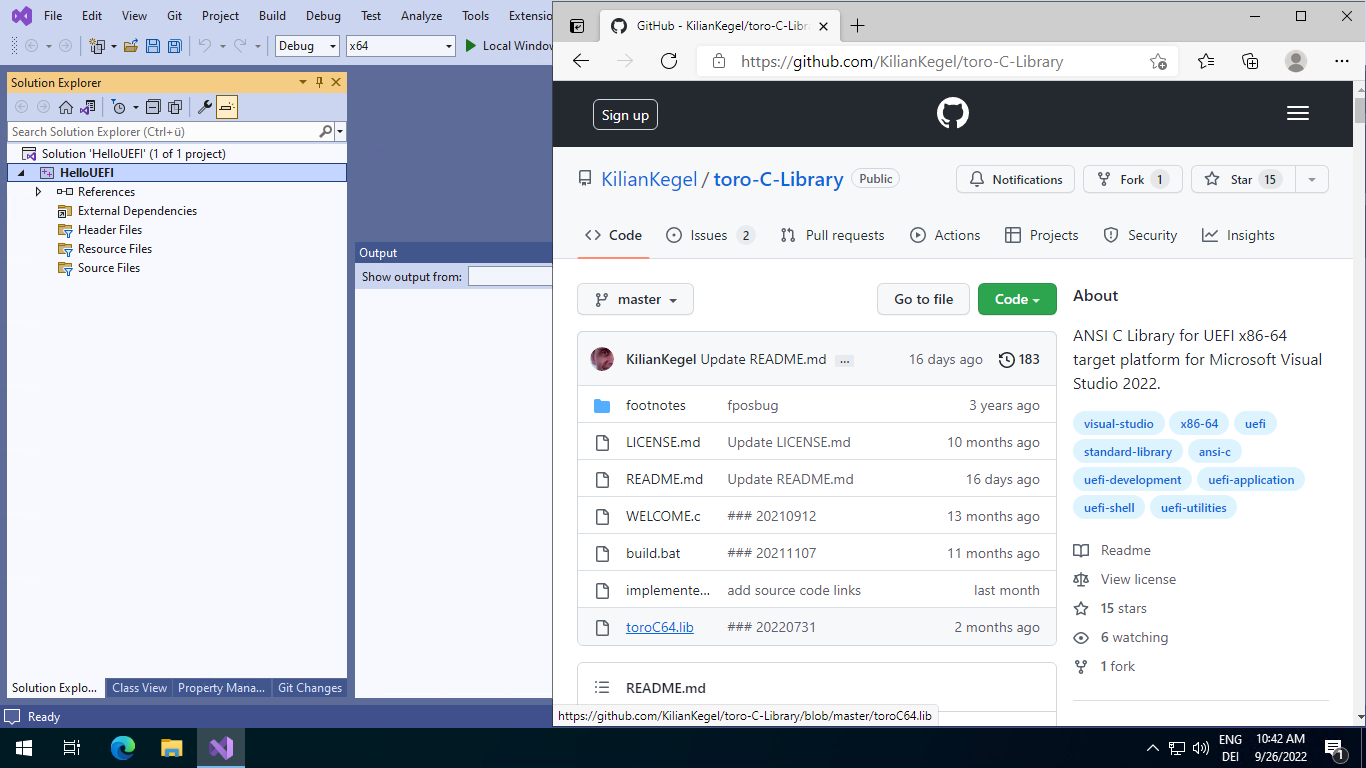 File Edit View Git Project Build Debug Test Analyze Tools Extensio
Debug x64 Local Window
Solution Explorer
Search Solution Explorer (Ctrl+ü)
Solution 'HelloUEFI' (1 of 1 project)
HelloUEFI
References
External Dependencies
Header Files
Resource Files
Source Files
Solution Explo... Class View Property Mana... Git Changes
Ready
Output
Show output from:
GitHub - KilianKegel/toro-C-Libra
https://github.com/KilianKegel/toro-C-Library
Sign up
KilianKegel / toro-C-Library Public
Notifications Fork 1 Star 15
Code Issues 2 Pull requests Actions Projects Security Insights
master Go to file Code
KilianKegel Update README.md ... 16 days ago 183
footnotes fposbug 3 years ago
LICENSE.md Update LICENSE.md 10 months ago
README.md Update README.md 16 days ago
WELCOME.c ### 20210912 13 months ago
build.bat ### 20211107 11 months ago
implemente... add source code links last month
toroC64.lib ### 20220731 2 months ago
README.md
https://github.com/KilianKegel/toro-C-Library/blob/master/toroC64.lib
About
ANSI C Library for UEFI x86-64
target platform for Microsoft Visual
Studio 2022.
visual-studio x86-64 uefi
standard-library ansi-c
uefi-development uefi-application
uefi-shell uefi-utilities
Readme
View license
15 stars
6 watching
1 fork
ENG
DEI
10:42 AM
9/26/2022
1